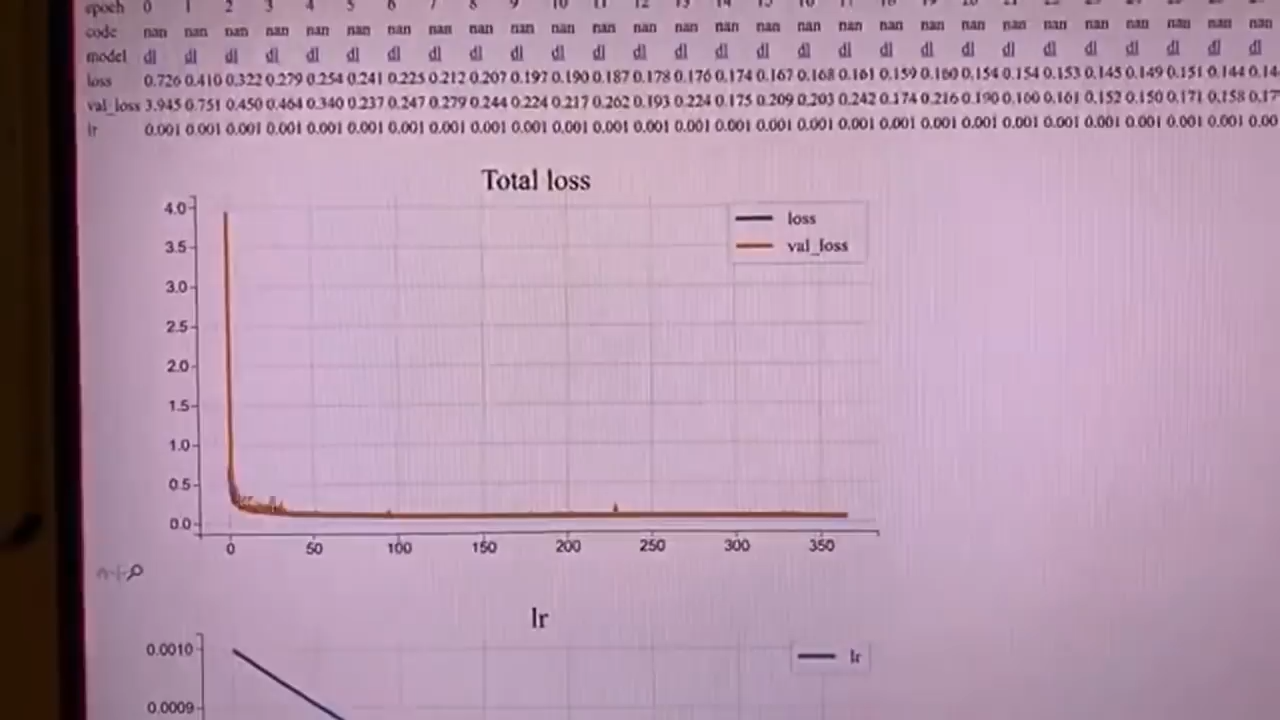 epoch 0 1 2 3 4 5 6 7 8 9 10 11 12 13 14 15 16 17 18 19 20
code nan nan nan nan nan nan nan nan nan nan nan nan nan nan nan nan nan nan nan nan nan nan nan nan nan nan nan nan
model dl dl dl dl dl dl dl dl dl dl dl dl dl dl dl dl dl dl dl dl dl dl dl dl dl dl dl dl
loss 0.726 0.410 0.322 0.279 0.254 0.241 0.225 0.212 0.207 0.197 0.190 0.187 0.178 0.176 0.174 0.167 0.168 0.161 0.159 0.160 0.154 0.154 0.153 0.145 0.149 0.151 0.144 0.14
val_loss 3.945 0.751 0.450 0.464 0.340 0.237 0.247 0.279 0.244 0.224 0.217 0.262 0.193 0.224 0.175 0.209 0.203 0.242 0.174 0.216 0.190 0.160 0.161 0.152 0.150 0.171 0.158 0.17
lr 0.001 0.001 0.001 0.001 0.001 0.001 0.001 0.001 0.001 0.001 0.001 0.001 0.001 0.001 0.001 0.001 0.001 0.001 0.001 0.001 0.001 0.001 0.001 0.001 0.001 0.001 0.001 0.00
Total loss
4.0
3.5
3.0
2.5
2.0
1.5
1.0
0.5
0.0
loss
val_loss
0 50 100 150 200 250 300 350
lr
0.0010
0.0009
lr